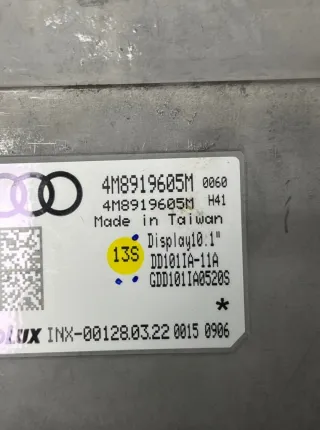 4M8919605M 0060
4M8919605M H41
Made in Taiwan
13S
Display10.1"
DD101IA-11A
GDD101IA0520S
*
LUX INX-00128.03.22 0015 0906